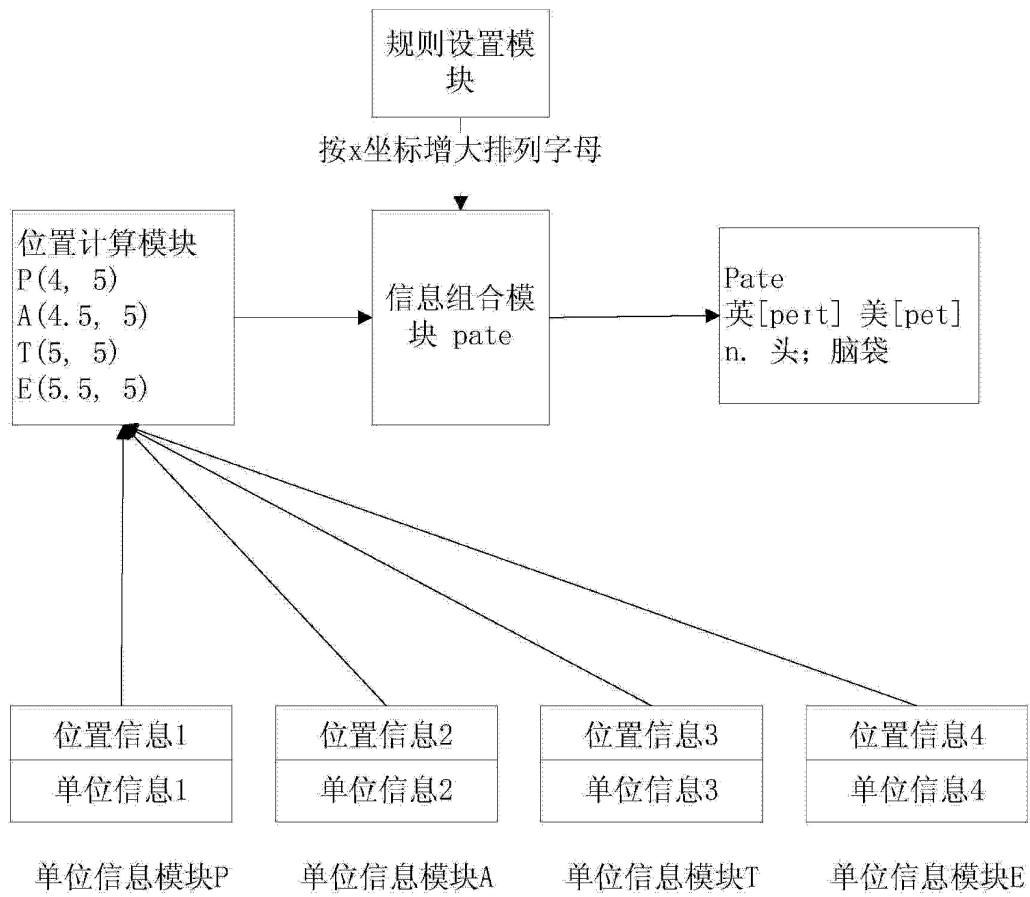 规则设置模
块
按x坐标增大排列字母
位置计算模块
P(4, 5)
A(4.5, 5)
T(5, 5)
E(5.5, 5)
信息组合模
块 pate
Pate
英[peɪt] 美[pet]
n. 头; 脑袋
位置信息1
单位信息1
单位信息模块P
位置信息2
单位信息2
单位信息模块A
位置信息3
单位信息3
单位信息模块T
位置信息4
单位信息4
单位信息模块E